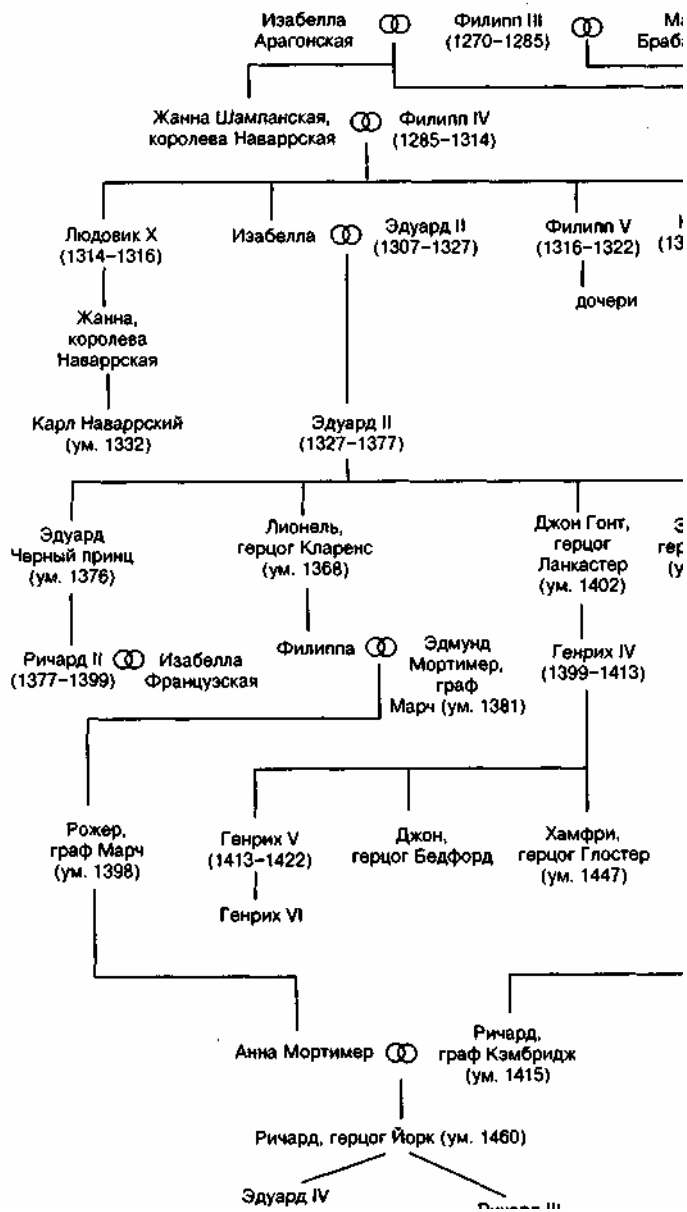 Изабелла
Арагонская
Филипп III
(1270–1285)
Жанна Шампанская,
королева Наваррская
Филипп IV
(1285–1314)
Людовик X
(1314–1316)
Изабелла
Эдуард II
(1307–1327)
Филипп V
(1316–1322)
дочери
Жанна,
королева
Наваррская
Карл Наваррский
(ум. 1332)
Эдуард II
(1327–1377)
Эдуард
Черный принц
(ум. 1376)
Лионель,
герцог Кларенс
(ум. 1368)
Джон Гонт,
герцог
Ланкастер
(ум. 1402)
Ричард II
(1377–1399)
Изабелла
Французская
Филиппа
Эдмунд
Мортимер,
граф
Марч (ум. 1381)
Генрих IV
(1399–1413)
Рожер,
граф Марч
(ум. 1398)
Генрих V
(1413–1422)
Генрих VI
Джон,
герцог Бедфорд
Хамфри,
герцог Глостер
(ум. 1447)
Анна Мортимер
Ричард,
граф Кэмбридж
(ум. 1415)
Ричард, герцог Йорк (ум. 1460)
Эдуард IV
Ричард III